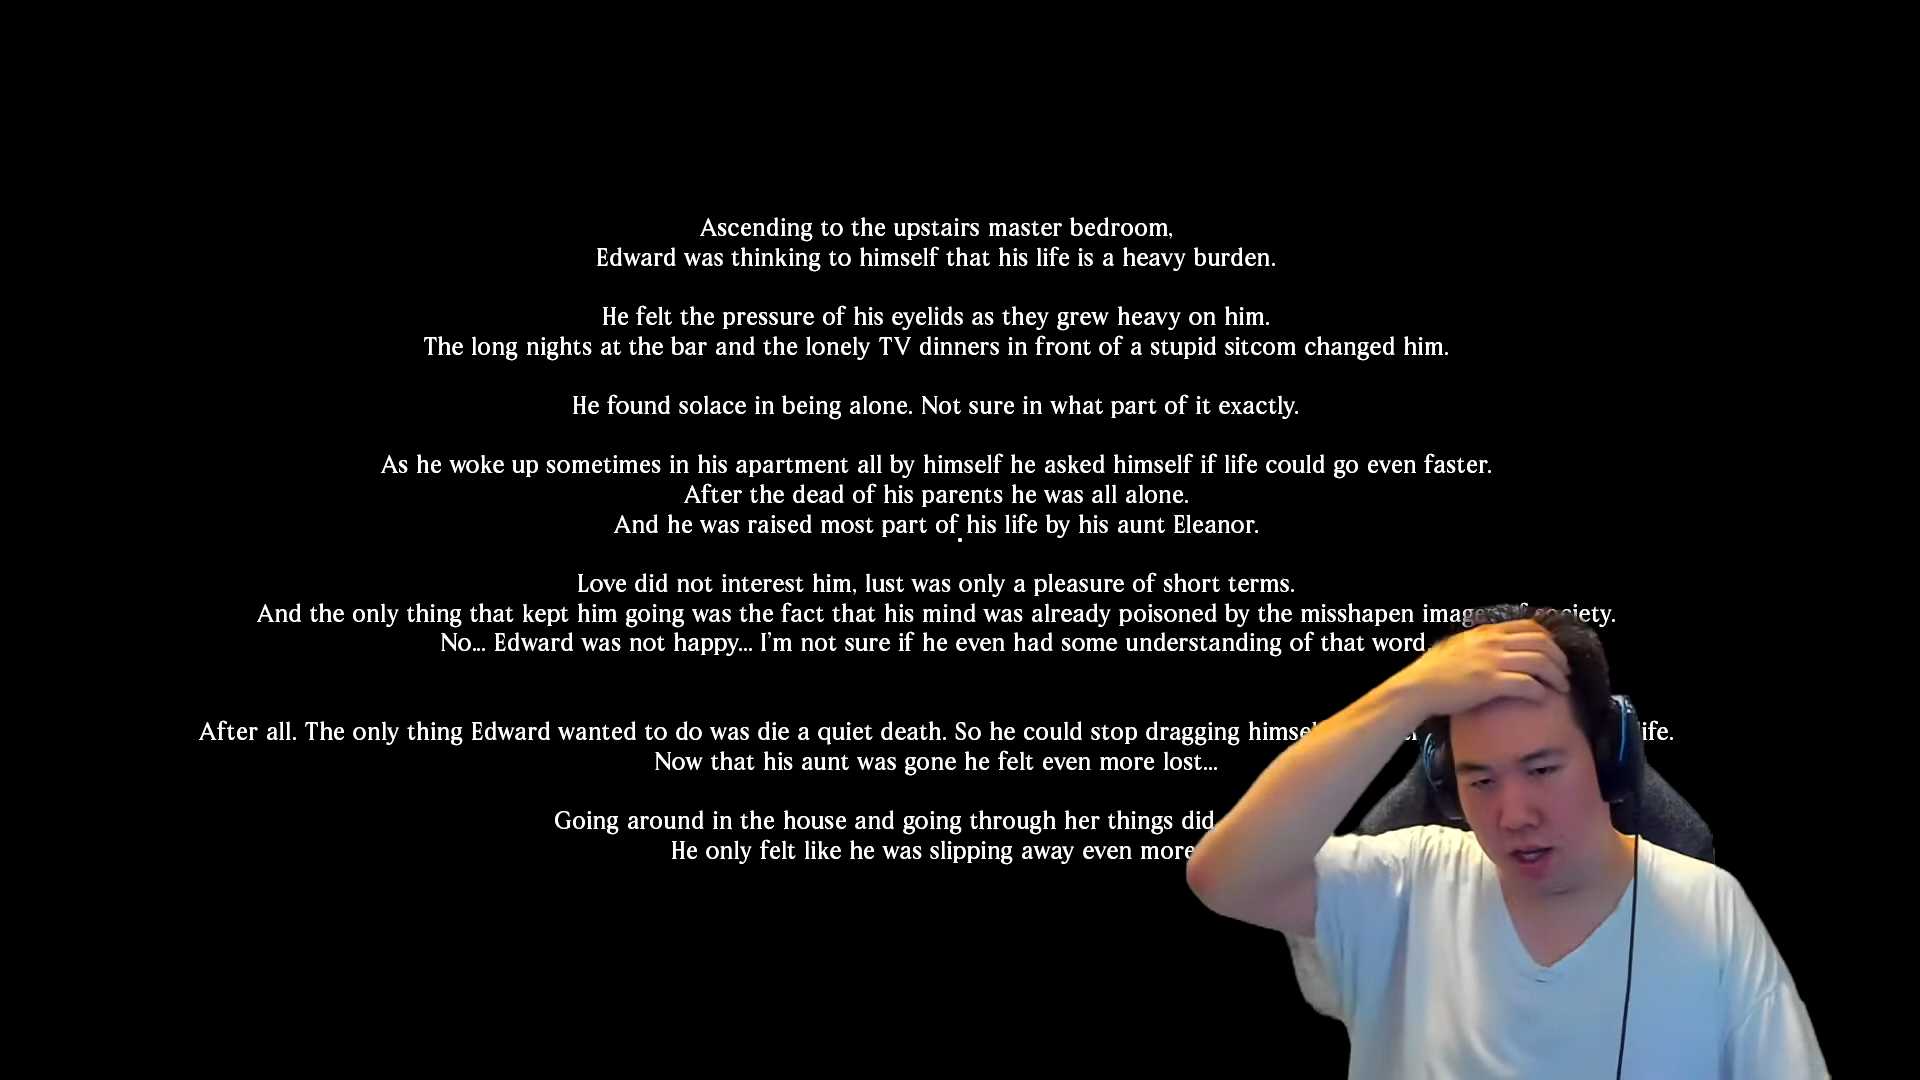 Ascending to the upstairs master bedroom,
Edward was thinking to himself that his life is a heavy burden.
He felt the pressure of his eyelids as they grew heavy on him.
The long nights at the bar and the lonely TV dinners in front of a stupid sitcom changed him.
He found solace in being alone. Not sure in what part of it exactly.
As he woke up sometimes in his apartment all by himself he asked himself if life could go even faster.
After the dead of his parents he was all alone.
And he was raised most part of his life by his aunt Eleanor.
Love did not interest him, lust was only a pleasure of short terms.
And the only thing that kept him going was the fact that his mind was already poisoned by the misshapen image of society.
No... Edward was not happy... I'm not sure if he even had some understanding of that word.
After all. The only thing Edward wanted to do was die a quiet death. So he could stop dragging life.
Now that his aunt was gone he felt even more lost...
Going around in the house and going through her things did
He only felt like he was slipping away even more